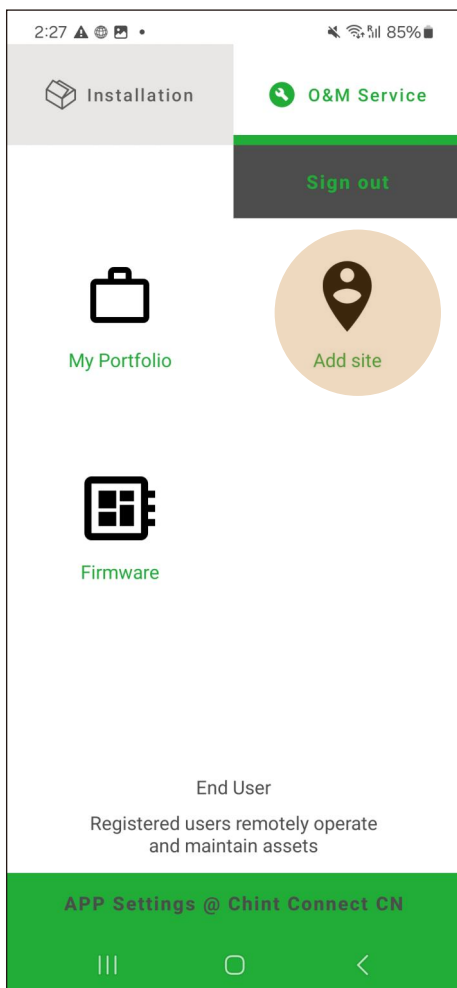 2:27 85%
Installation O&M Service
Sign out
My Portfolio Add site
Firmware
End User
Registered users remotely operate
and maintain assets
APP Settings @ Chint Connect CN